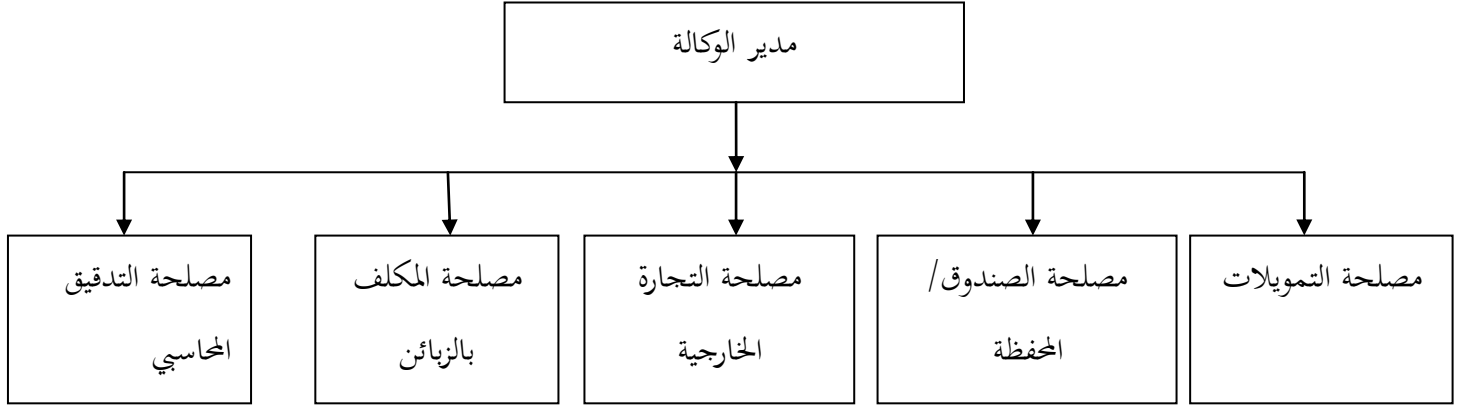 مدير الوكالة
مصلحة التمويلات
مصلحة الصندوق/
المحفظة
مصلحة التجارة
الخارجية
مصلحة المكلف
بالزبائن
مصلحة التدقيق
المحاسبي